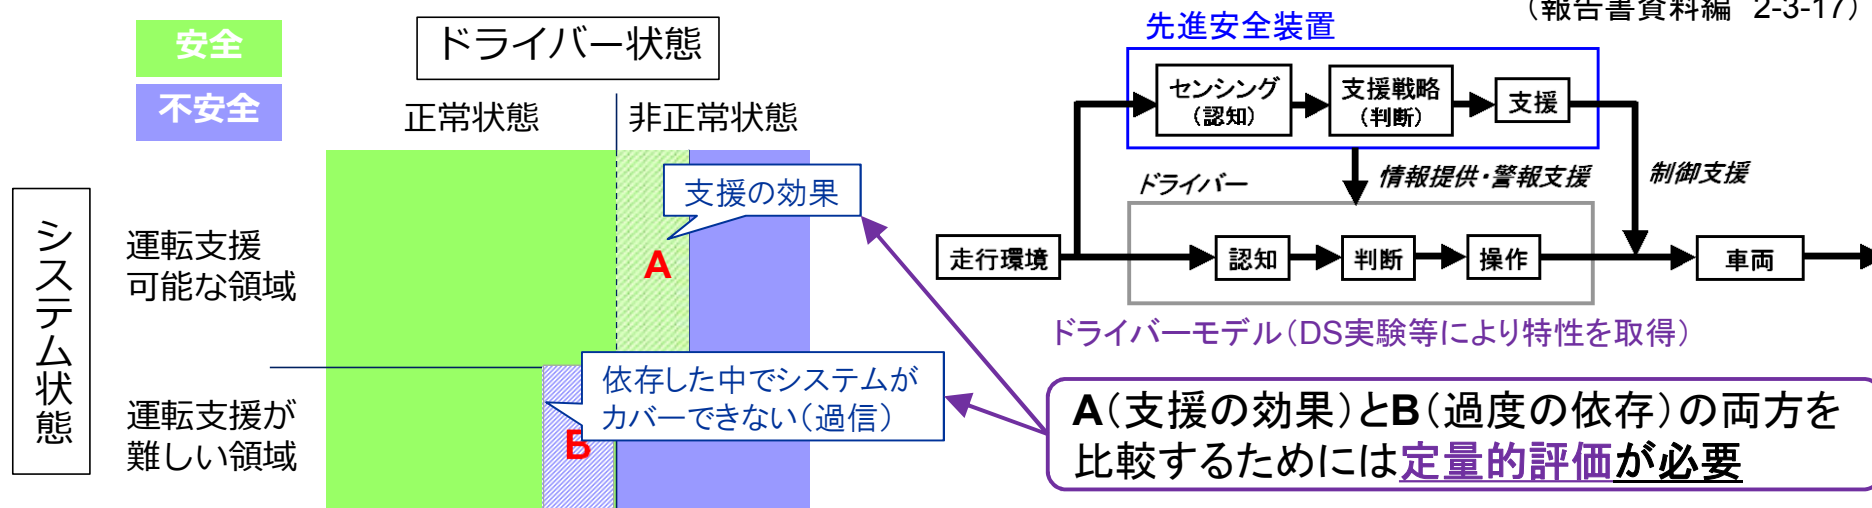 （報告書資料編 2-3-17）
安全
不安全
ドライバー状態
正常状態
非正常状態
システム状態
運転支援
可能な領域
運転支援が
難しい領域
支援の効果
A
依存した中でシステムが
カバーできない（過信）
B
先進安全装置
センシング
（認知）
支援戦略
（判断）
支援
ドライバー
情報提供・警報支援
制御支援
走行環境
認知
判断
操作
車両
ドライバーモデル（DS実験等により特性を取得）
A（支援の効果）とB（過度の依存）の両方を
比較するためには定量的評価が必要